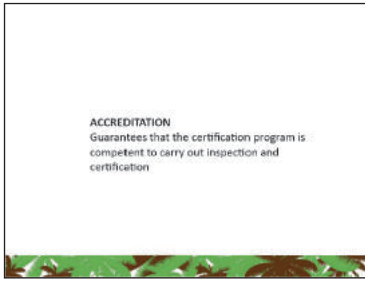 ACCREDITATION
Guarantees that the certification program is
competent to carry out inspection and
certification